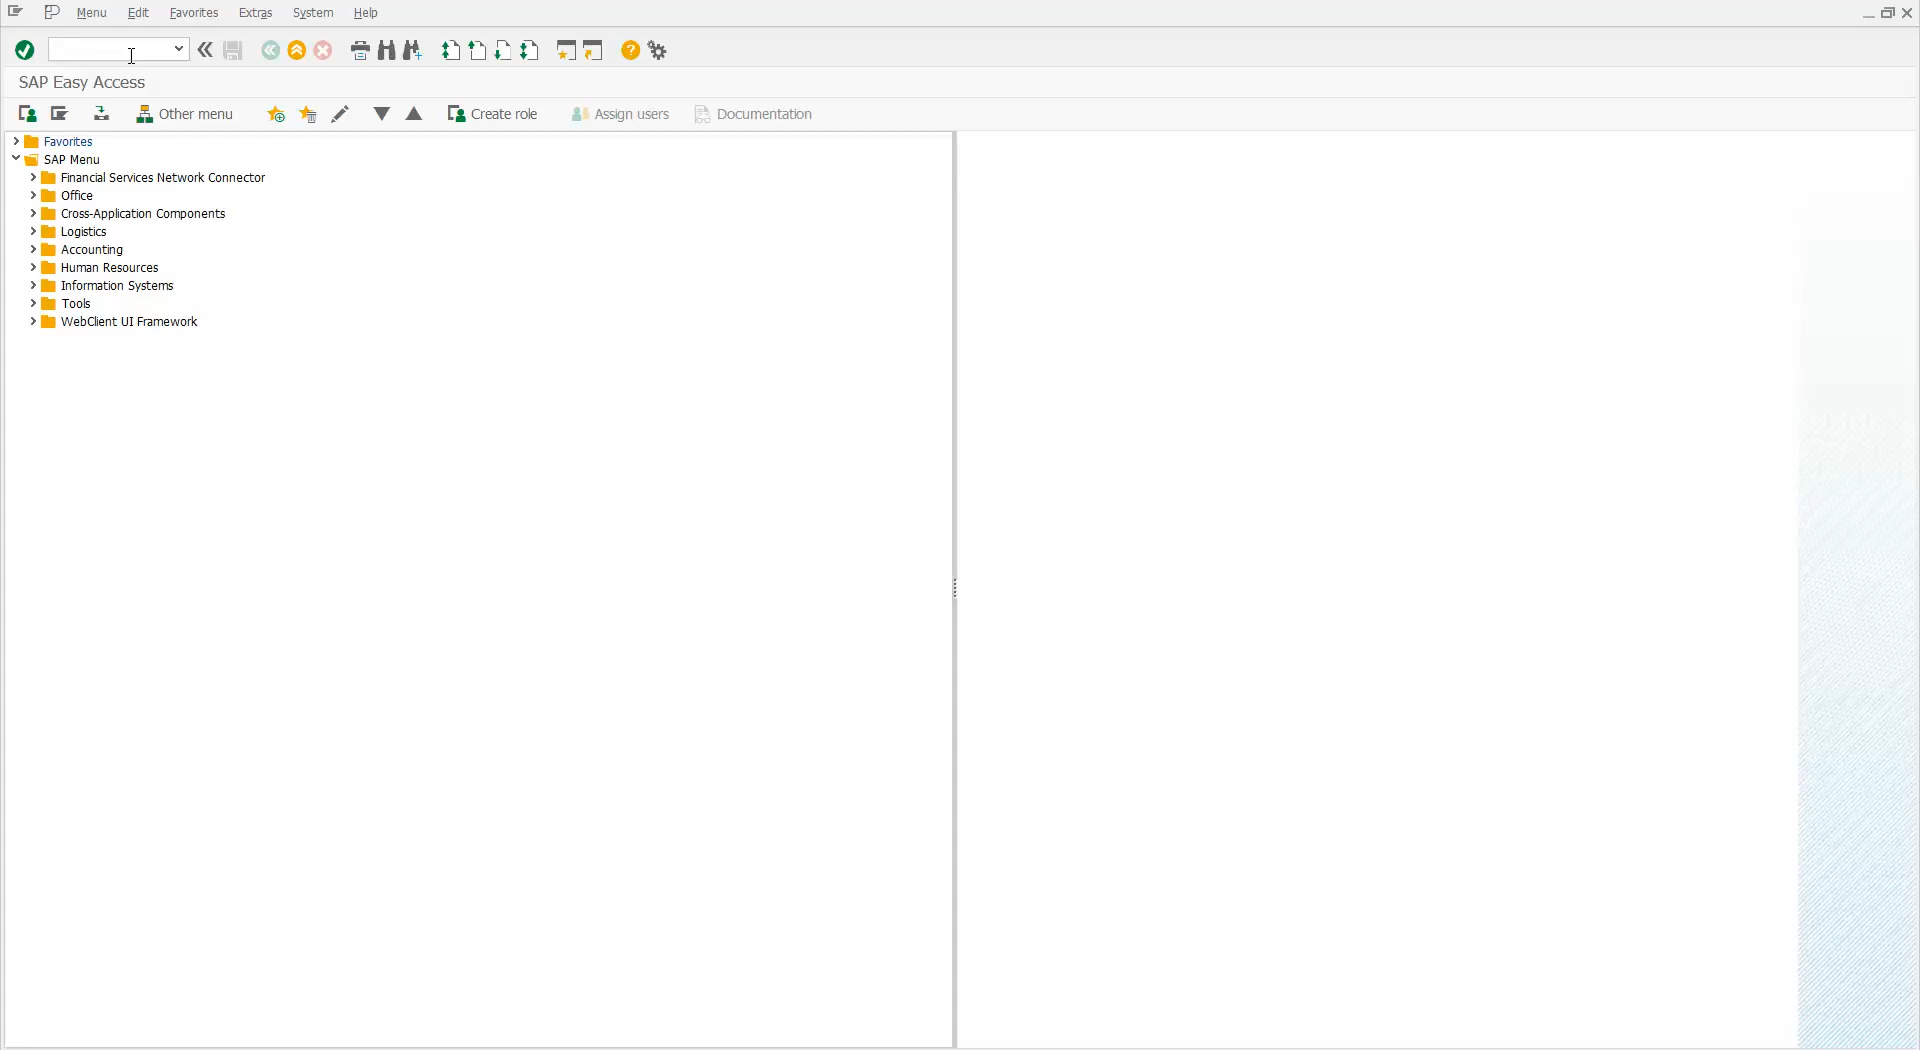 Menu Edit Favorites Extras System Help
SAP Easy Access
Other menu Create role Assign users Documentation
Favorites
SAP Menu
Financial Services Network Connector
Office
Cross-Application Components
Logistics
Accounting
Human Resources
Information Systems
Tools
WebClient UI Framework